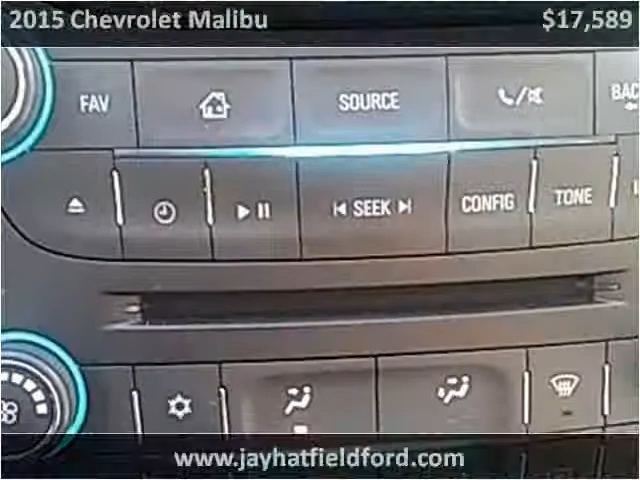 2015 Chevrolet Malibu $17,589
FAV SOURCE
SEEK CONFIG TONE
www.jayhatfieldford.com